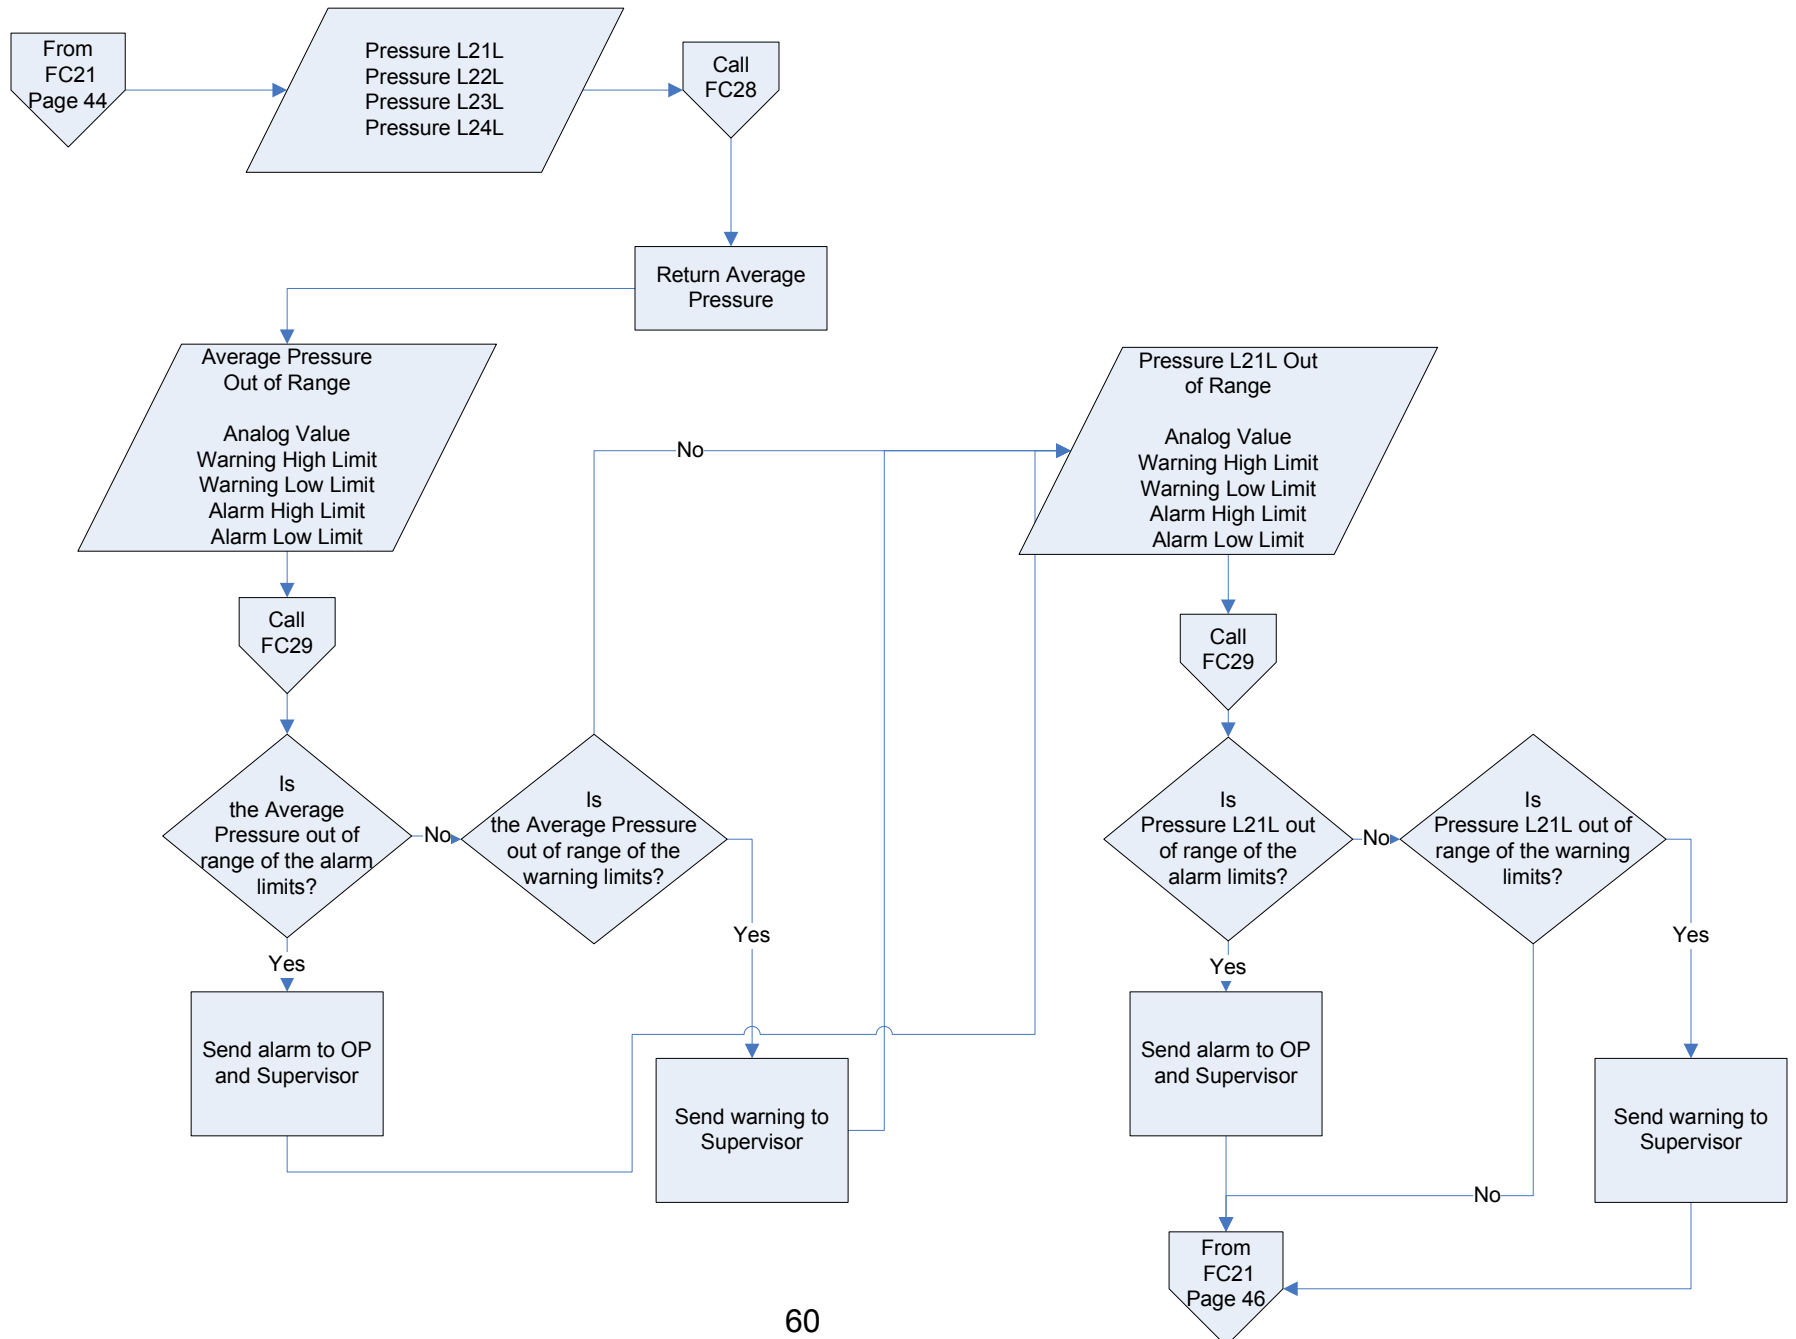 From
FC21
Page 44
Pressure L21L
Pressure L22L
Pressure L23L
Pressure L24L
Call
FC28
Return Average
Pressure
Average Pressure
Out of Range
Analog Value
Warning High Limit
Warning Low Limit
Alarm High Limit
Alarm Low Limit
Call
FC29
Is
the Average
Pressure out of
range of the alarm
limits?
No
Is
the Average Pressure
out of range of the
warning limits?
No
Yes
Yes
Send alarm to OP
and Supervisor
Send warning to
Supervisor
Pressure L21L Out
of Range
Analog Value
Warning High Limit
Warning Low Limit
Alarm High Limit
Alarm Low Limit
Call
FC29
Is
Pressure L21L out
of range of the
alarm limits?
No
Is
Pressure L21L out of
range of the warning
limits?
Yes
Yes
Send alarm to OP
and Supervisor
Send warning to
Supervisor
No
From
FC21
Page 46
60